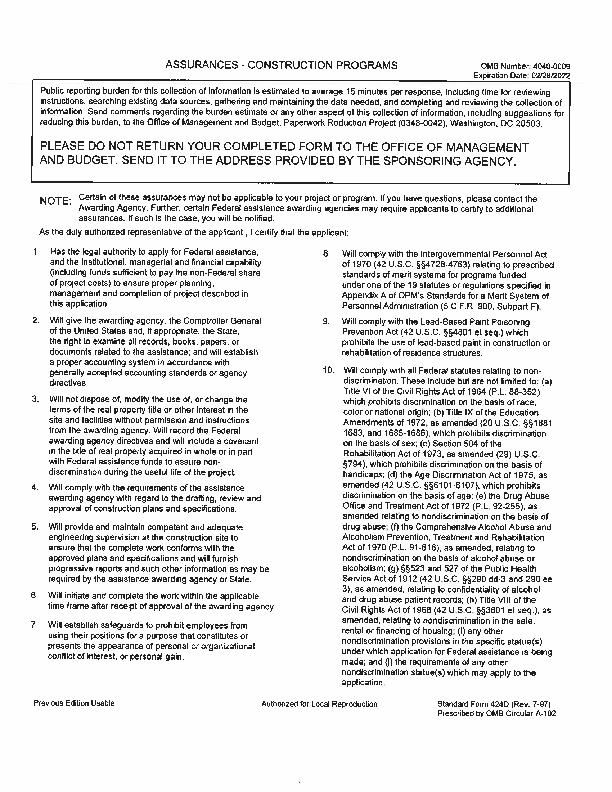 ASSURANCES - CONSTRUCTION PROGRAMS
OMB Number: 4040-0009
Expiration Date: 02/28/2022
Public reporting burden for this collection of information is estimated to average 15 minutes per response, including time for reviewing
instructions, searching existing data sources, gathering and maintaining the data needed, and completing and reviewing the collection of
information. Send comments regarding the burden estimate or any other aspect of this collection of information, including suggestions for
reducing this burden, to the Office of Management and Budget, Paperwork Reduction Project (0348-0042), Washington, DC 20503.
PLEASE DO NOT RETURN YOUR COMPLETED FORM TO THE OFFICE OF MANAGEMENT
AND BUDGET. SEND IT TO THE ADDRESS PROVIDED BY THE SPONSORING AGENCY.
NOTE: Certain of these assurances may not be applicable to your project or program. If you have questions, please contact the
Awarding Agency. Further, certain Federal assistance awarding agencies may require applicants to certify to additional
assurances. If such is the case, you will be notified.
As the duly authorized representative of the applicant , I certify that the applicant:
1 Has the legal authority to apply for Federal assistance,
and the institutional, managerial and financial capability
(including funds sufficient to pay the non-Federal share
of project costs) to ensure proper planning,
management and completion of project described in
this application
2. Will give the awarding agency, the Comptroller General
of the United States and, if appropriate, the State,
the right to examine all records, books, papers, or
documents related to the assistance; and will establish
a proper accounting system in accordance with
generally accepted accounting standards or agency
directives
3. Will not dispose of, modify the use of, or change the
terms of the real property title or other interest in the
site and facilities without permission and instructions
from the awarding agency. Will record the Federal
awarding agency directives and will include a covenant
in the title of real property acquired in whole or in part
with Federal assistance funds to assure non-
discrimination during the useful life of the project
4. Will comply with the requirements of the assistance
awarding agency with regard to the drafting, review and
approval of construction plans and specifications.
5. Will provide and maintain competent and adequate
engineering supervision at the construction site to
ensure that the complete work conforms with the
approved plans and specifications and will furnish
progressive reports and such other information as may be
required by the assistance awarding agency or State.
6 Will initiate and complete the work within the applicable
time frame after receipt of approval of the awarding agency
7 Will establish safeguards to prohibit employees from
using their positions for a purpose that constitutes or
presents the appearance of personal or organizational
conflict of interest, or personal gain.
8 Will comply with the Intergovernmental Personnel Act
of 1970 (42 U.S.C. §§4728-4763) relating to prescribed
standards of merit systems for programs funded
under one of the 19 statutes or regulations specified in
Appendix A of OPM's Standards for a Merit System of
Personnel Administration (5 C.F.R. 900, Subpart F).
9. Will comply with the Lead-Based Paint Poisoning
Prevention Act (42 U.S.C. §§4801 et seq.) which
prohibits the use of lead-based paint in construction or
rehabilitation of residence structures.
10. Will comply with all Federal statutes relating to non-
discrimination. These include but are not limited to: (a)
Title VI of the Civil Rights Act of 1964 (P.L. 88-352)
which prohibits discrimination on the basis of race,
color or national origin; (b) Title IX of the Education
Amendments of 1972, as amended (20 U.S.C. §§1681
1683, and 1685-1686), which prohibits discrimination
on the basis of sex; (c) Section 504 of the
Rehabilitation Act of 1973, as amended (29) U.S.C.
§794), which prohibits discrimination on the basis of
handicaps; (d) the Age Discrimination Act of 1975, as
amended (42 U.S.C. §§6101-6107), which prohibits
discrimination on the basis of age; (e) the Drug Abuse
Office and Treatment Act of 1972 (P.L. 92-255), as
amended relating to nondiscrimination on the basis of
drug abuse; (f) the Comprehensive Alcohol Abuse and
Alcoholism Prevention, Treatment and Rehabilitation
Act of 1970 (P.L. 91-616), as amended, relating to
nondiscrimination on the basis of alcohol abuse or
alcoholism; (g) §§523 and 527 of the Public Health
Service Act of 1912 (42 U.S.C. §§290 dd-3 and 290 ee
3), as amended, relating to confidentiality of alcohol
and drug abuse patient records; (h) Title VIII of the
Civil Rights Act of 1968 (42 U.S.C. §§3601 et seq.), as
amended, relating to nondiscrimination in the sale,
rental or financing of housing; (i) any other
nondiscrimination provisions in the specific statue(s)
under which application for Federal assistance is being
made; and (j) the requirements of any other
nondiscrimination statue(s) which may apply to the
application.
Previous Edition Usable
Authorized for Local Reproduction
Standard Form 424D (Rev. 7-97)
Prescribed by OMB Circular A-102